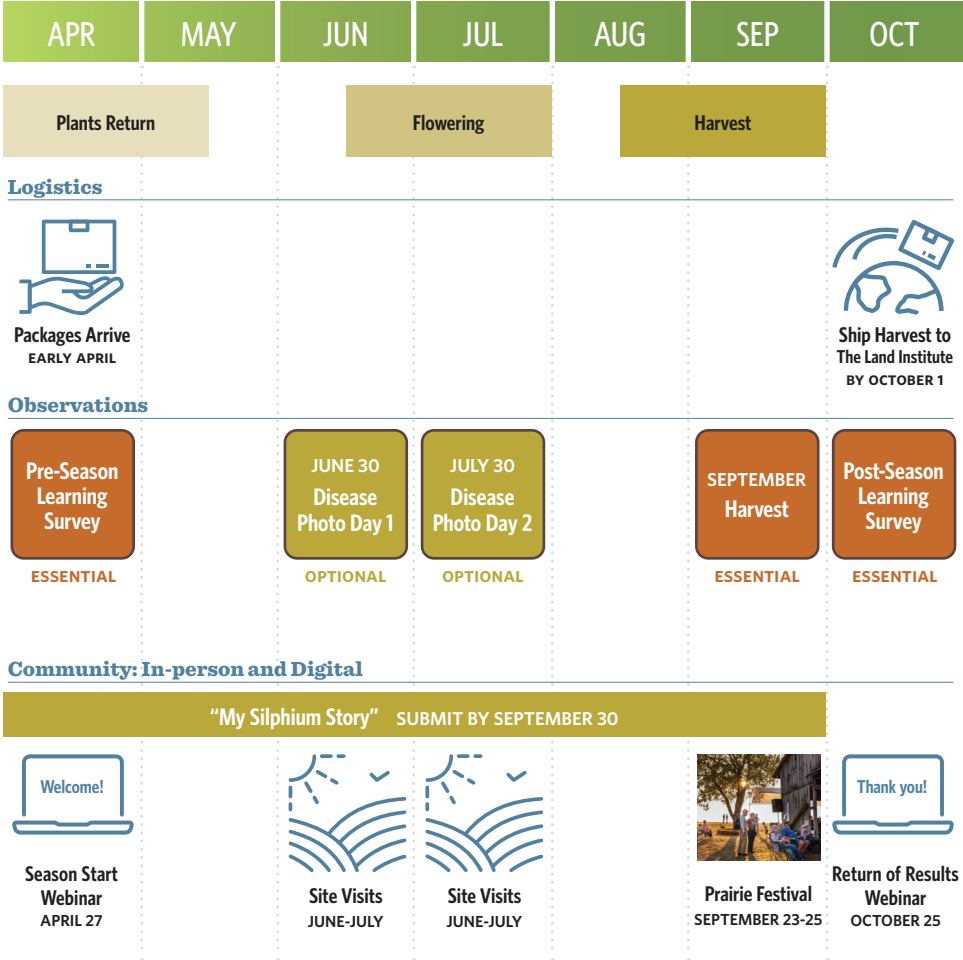 APR MAY JUN JUL AUG SEP OCT
Plants Return
Flowering
Harvest
Logistics
Packages Arrive
EARLY APRIL
Ship Harvest to
The Land Institute
BY OCTOBER 1
Observations
Pre-Season
Learning
Survey
ESSENTIAL
JUNE 30
Disease
Photo Day 1
OPTIONAL
JULY 30
Disease
Photo Day 2
OPTIONAL
SEPTEMBER
Harvest
ESSENTIAL
Post-Season
Learning
Survey
ESSENTIAL
Community: In-person and Digital
“My Silphium Story” SUBMIT BY SEPTEMBER 30
Welcome!
Season Start
Webinar
APRIL 27
Site Visits
JUNE-JULY
Site Visits
JUNE-JULY
Prairie Festival
SEPTEMBER 23-25
Thank you!
Return of Results
Webinar
OCTOBER 25